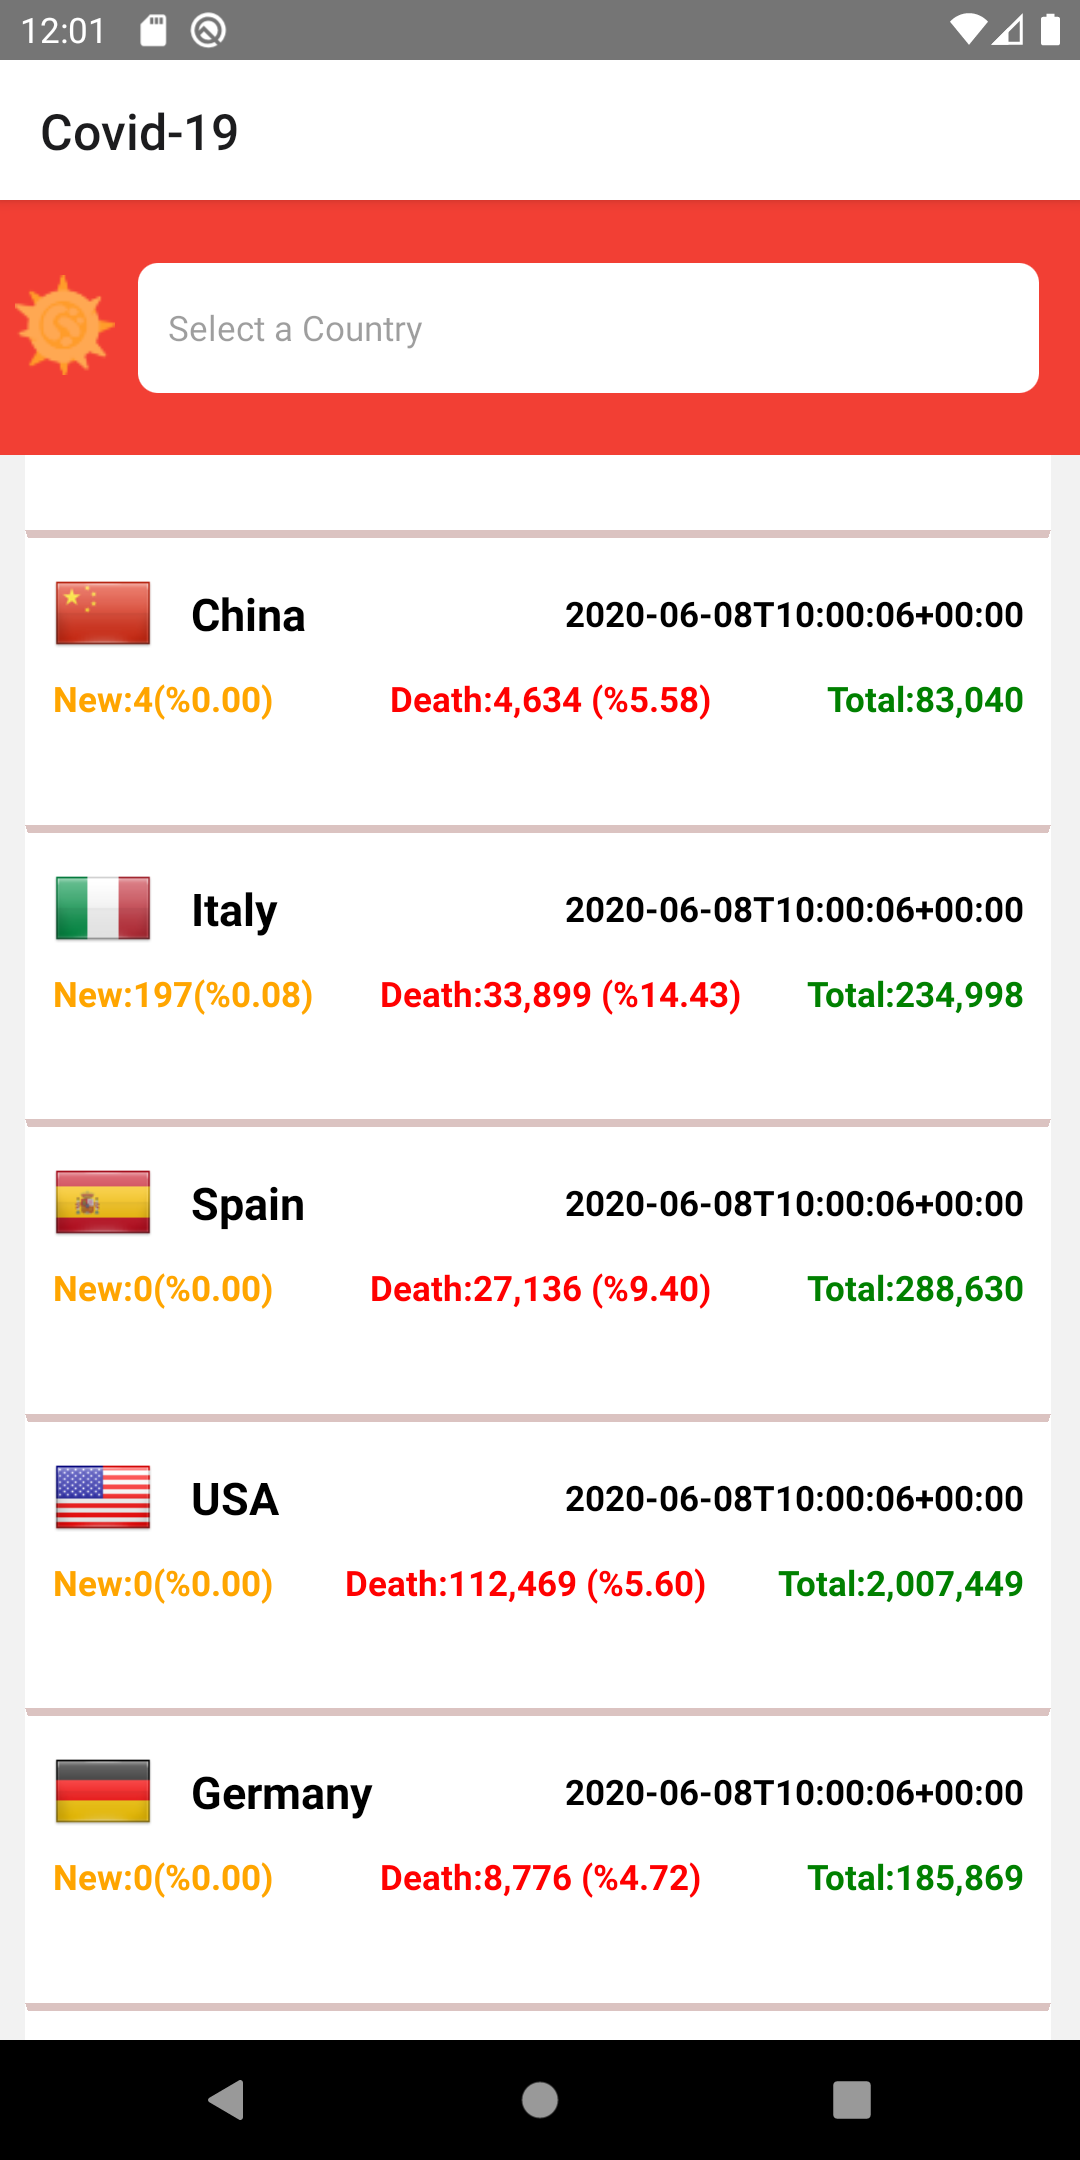 12:01
Covid-19
Select a Country
China 2020-06-08T10:00:06+00:00
New:4(%0.00) Death:4,634 (%5.58) Total:83,040
Italy 2020-06-08T10:00:06+00:00
New:197(%0.08) Death:33,899 (%14.43) Total:234,998
Spain 2020-06-08T10:00:06+00:00
New:0(%0.00) Death:27,136 (%9.40) Total:288,630
USA 2020-06-08T10:00:06+00:00
New:0(%0.00) Death:112,469 (%5.60) Total:2,007,449
Germany 2020-06-08T10:00:06+00:00
New:0(%0.00) Death:8,776 (%4.72) Total:185,869